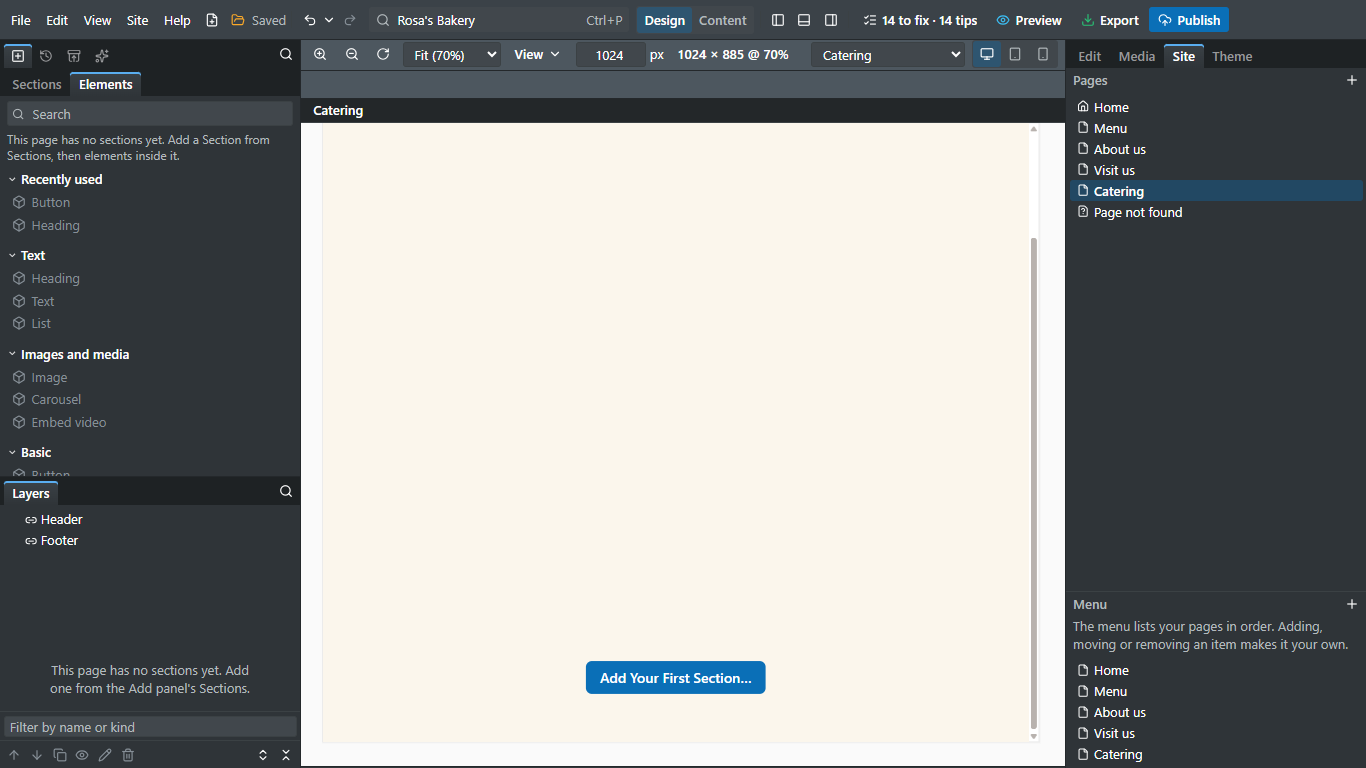 File Edit View Site Help Saved Rosa's Bakery Ctrl+P Design Content 14 to fix · 14 tips Preview Export Publish
Fit (70%) View 1024 px 1024 × 885 @ 70% Catering
Edit Media Site Theme
Sections Elements
Search
This page has no sections yet. Add a Section from
Sections, then elements inside it.
Recently used
Button
Heading
Text
Heading
Text
List
Images and media
Image
Carousel
Embed video
Basic
Button
Layers
Header
Footer
This page has no sections yet. Add
one from the Add panel's Sections.
Filter by name or kind
Catering
Add Your First Section...
Pages
Home
Menu
About us
Visit us
Catering
Page not found
Menu
The menu lists your pages in order. Adding,
moving or removing an item makes it your own.
Home
Menu
About us
Visit us
Catering